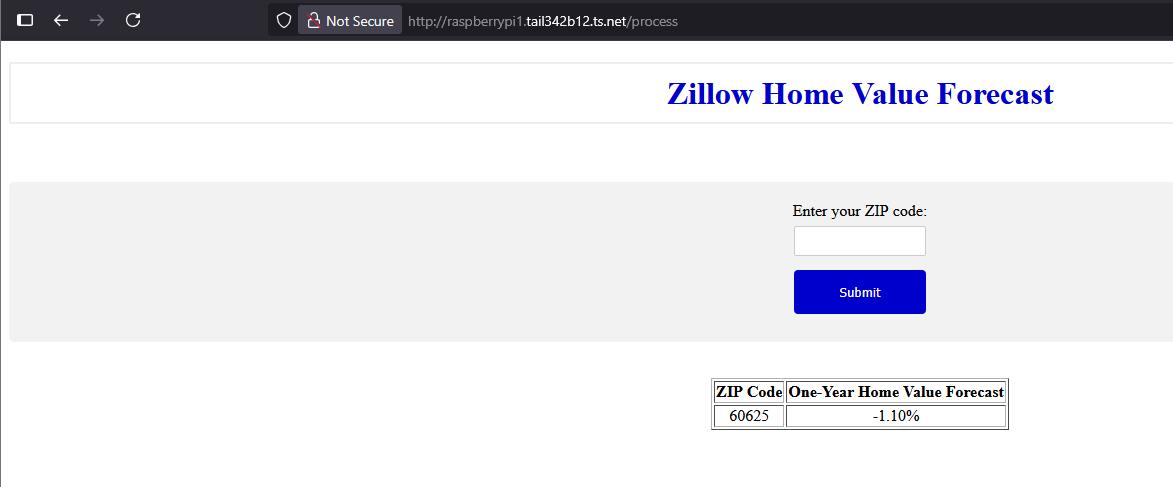 Not Secure http://raspberrypi1.tail342b12.ts.net/process
Zillow Home Value Forecast
Enter your ZIP code:
Submit
ZIP Code One-Year Home Value Forecast
60625 -1.10%